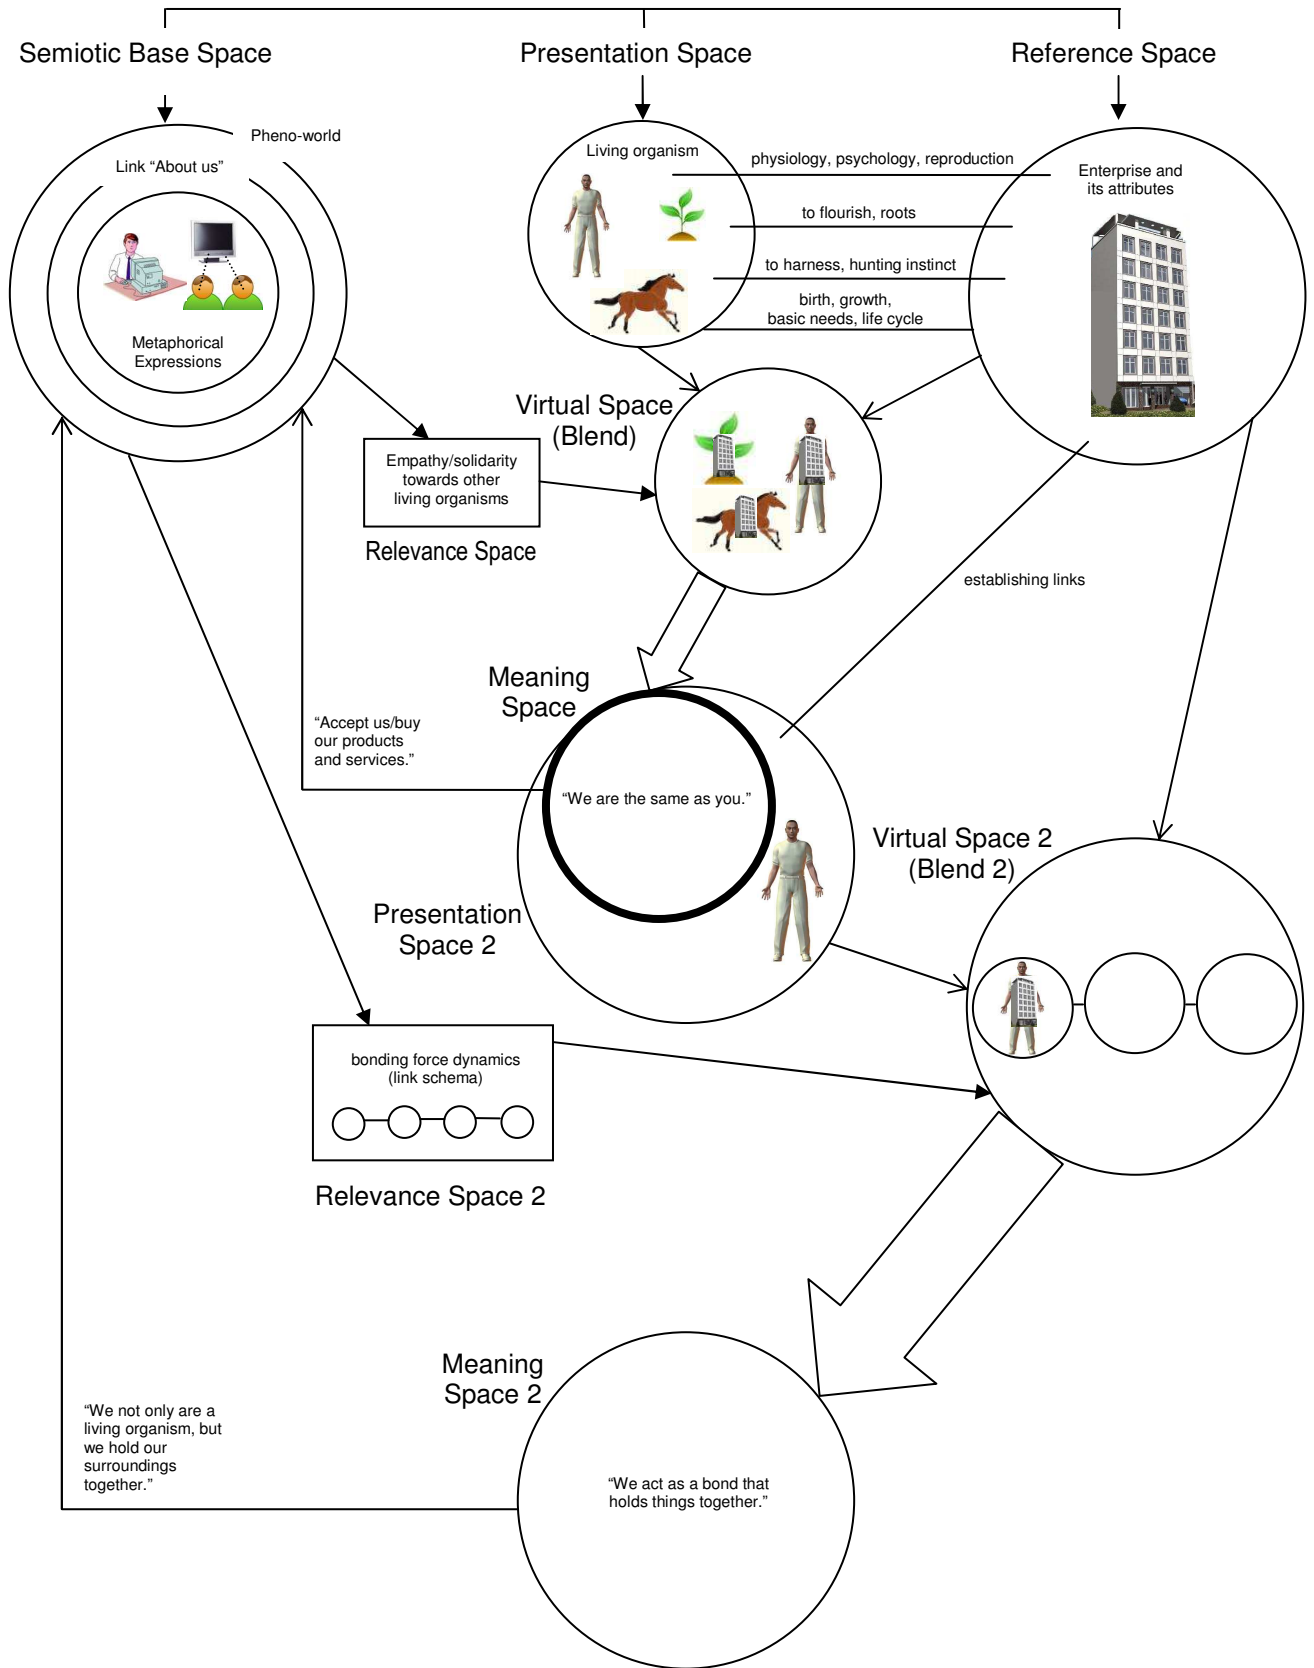 Semiotic Base Space
Presentation Space
Reference Space
Pheno-world
Link “About us”
Metaphorical
Expressions
Living organism
physiology, psychology, reproduction
to flourish, roots
to harness, hunting instinct
birth, growth,
basic needs, life cycle
Enterprise and
its attributes
Virtual Space
(Blend)
Empathy/solidarity
towards other
living organisms
Relevance Space
establishing links
Meaning
Space
“Accept us/buy
our products
and services.”
“We are the same as you.”
Presentation
Space 2
Virtual Space 2
(Blend 2)
bonding force dynamics
(link schema)
Relevance Space 2
Meaning
Space 2
“We not only are a
living organism, but
we hold our
surroundings
together.”
“We act as a bond that
holds things together.”